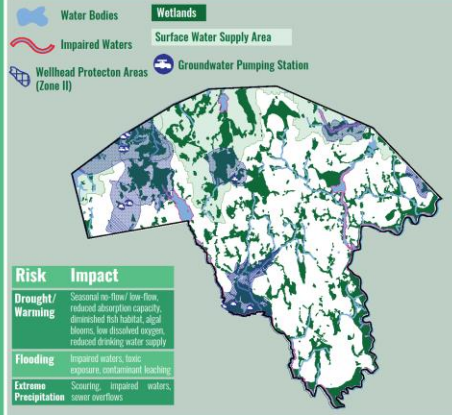 Water Bodies
Wetlands
Impaired Waters
Surface Water Supply Area
Wellhead Protecton Areas
(Zone II)
Groundwater Pumping Station
Risk Impact
Drought/
Warming
Seasonal no-flow/ low-flow,
reduced absorption capacity,
diminished fish habitat, algal
blooms, low dissolved oxygen,
reduced drinking water supply
Flooding
Impaired waters, toxic
exposure, contaminant leaching
Extreme
Precipitation
Scouring, impaired waters,
sewer overflows